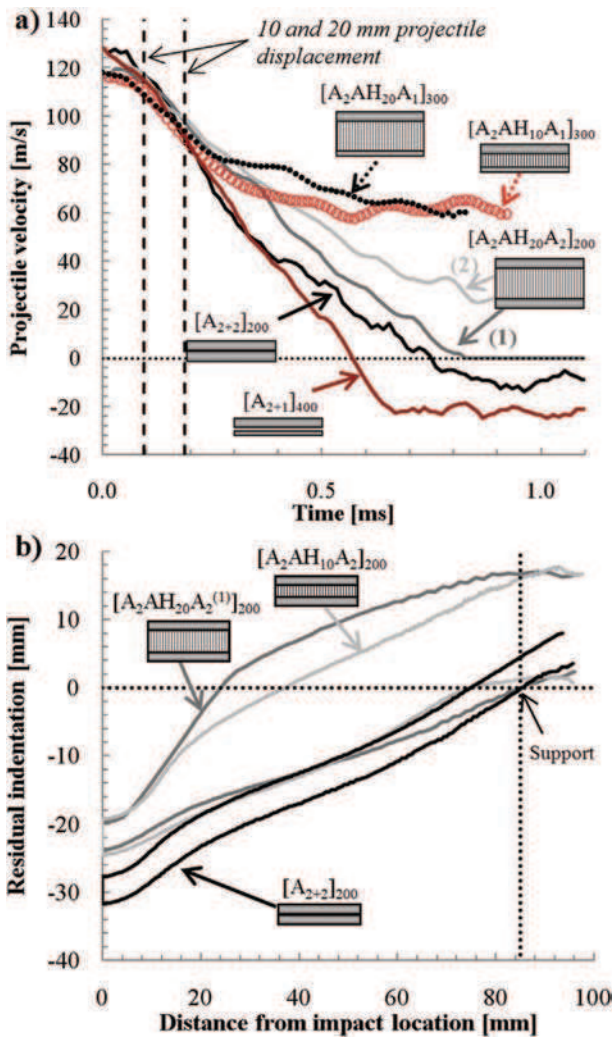 a)
140
120
100
80
60
40
20
0
-20
-40
Projectile velocity [m/s]
10 and 20 mm projectile
displacement
[A₂AH₂₀A₁]₃₀₀
[A₂AH₁₀A₁]₃₀₀
[A₂AH₂₀A₂]₂₀₀
(2)
(1)
[A₂₊₂]₂₀₀
[A₂₊₁]₄₀₀
0.0 0.5 1.0
Time [ms]
b)
20
10
0
-10
-20
-30
-40
Residual indentation [mm]
[A₂AH₁₀A₂]₂₀₀
[A₂AH₂₀A₂⁽¹⁾]₂₀₀
Support
[A₂₊₂]₂₀₀
0 20 40 60 80 100
Distance from impact location [mm]